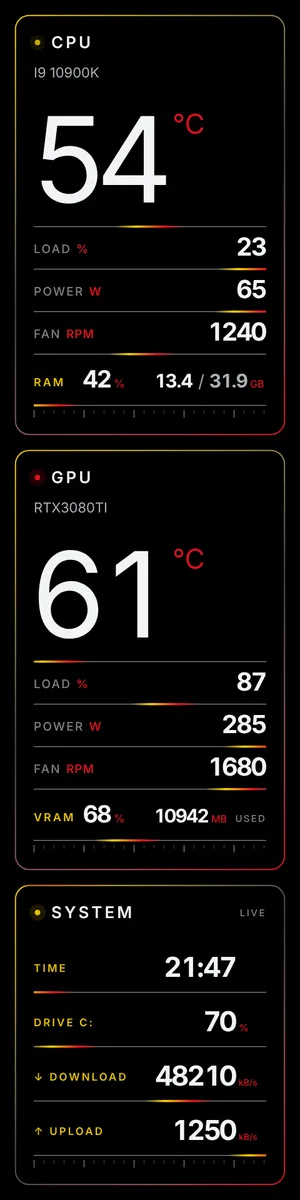 CPU
I9 10900K
54 °C
LOAD % 23
POWER W 65
FAN RPM 1240
RAM 42 % 13.4 / 31.9 GB
GPU
RTX3080TI
61 °C
LOAD % 87
POWER W 285
FAN RPM 1680
VRAM 68 % 10942 MB USED
SYSTEM LIVE
TIME 21:47
DRIVE C: 70 %
↓ DOWNLOAD 48210 kB/s
↑ UPLOAD 1250 kB/s